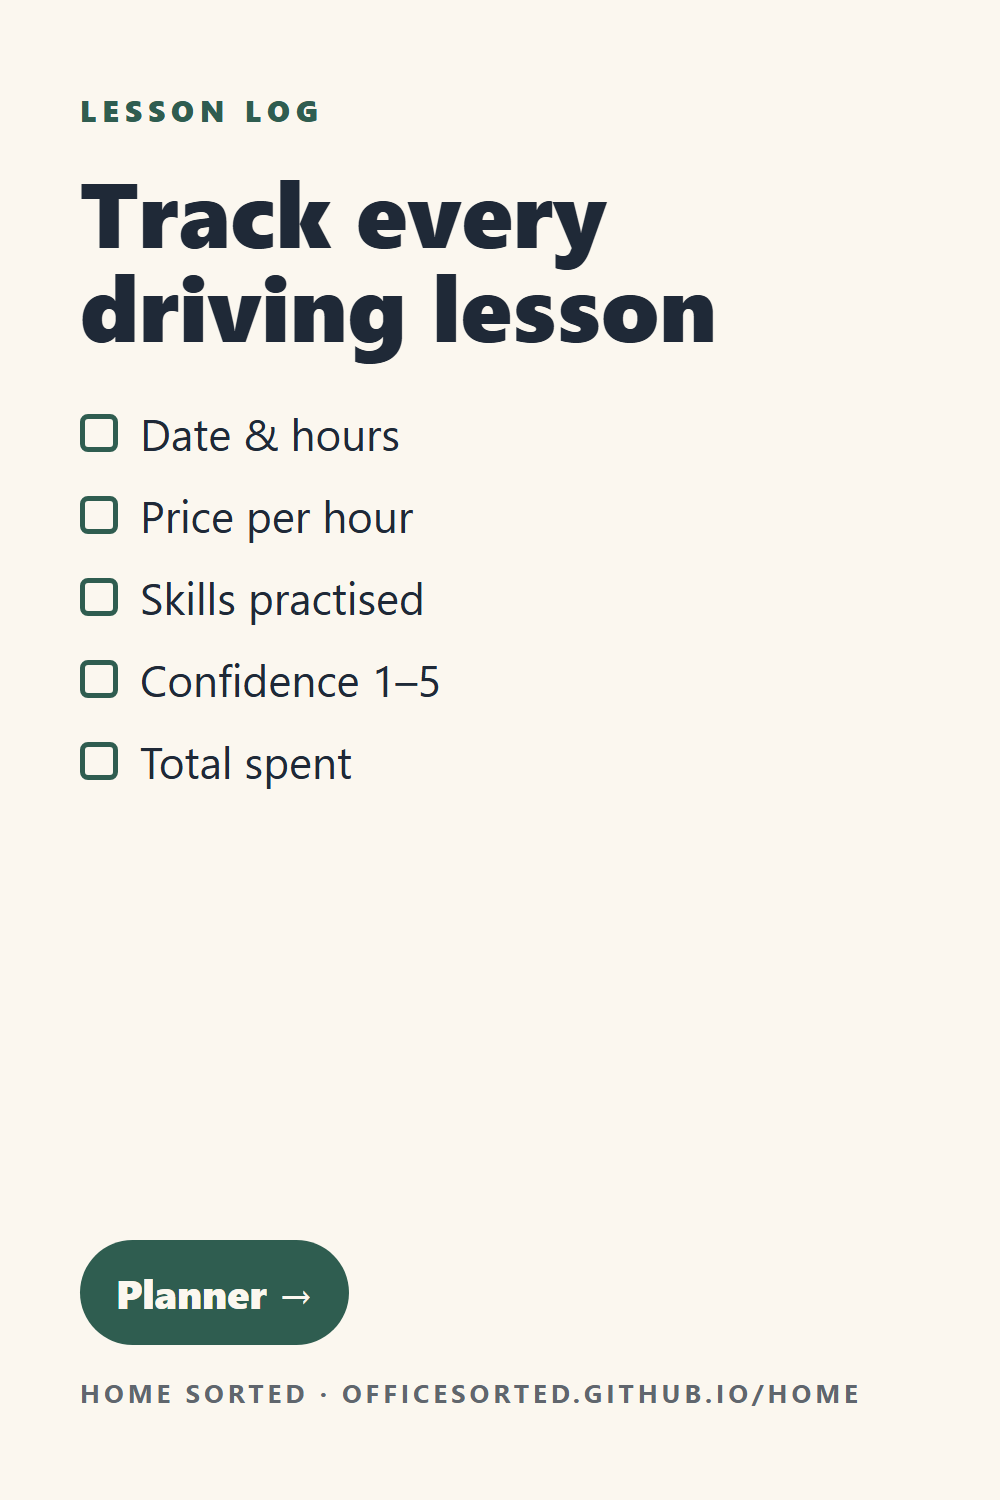 LESSON LOG
Track every
driving lesson
Date & hours
Price per hour
Skills practised
Confidence 1–5
Total spent
Planner →
HOME SORTED · OFFICESORTED.GITHUB.IO/HOME